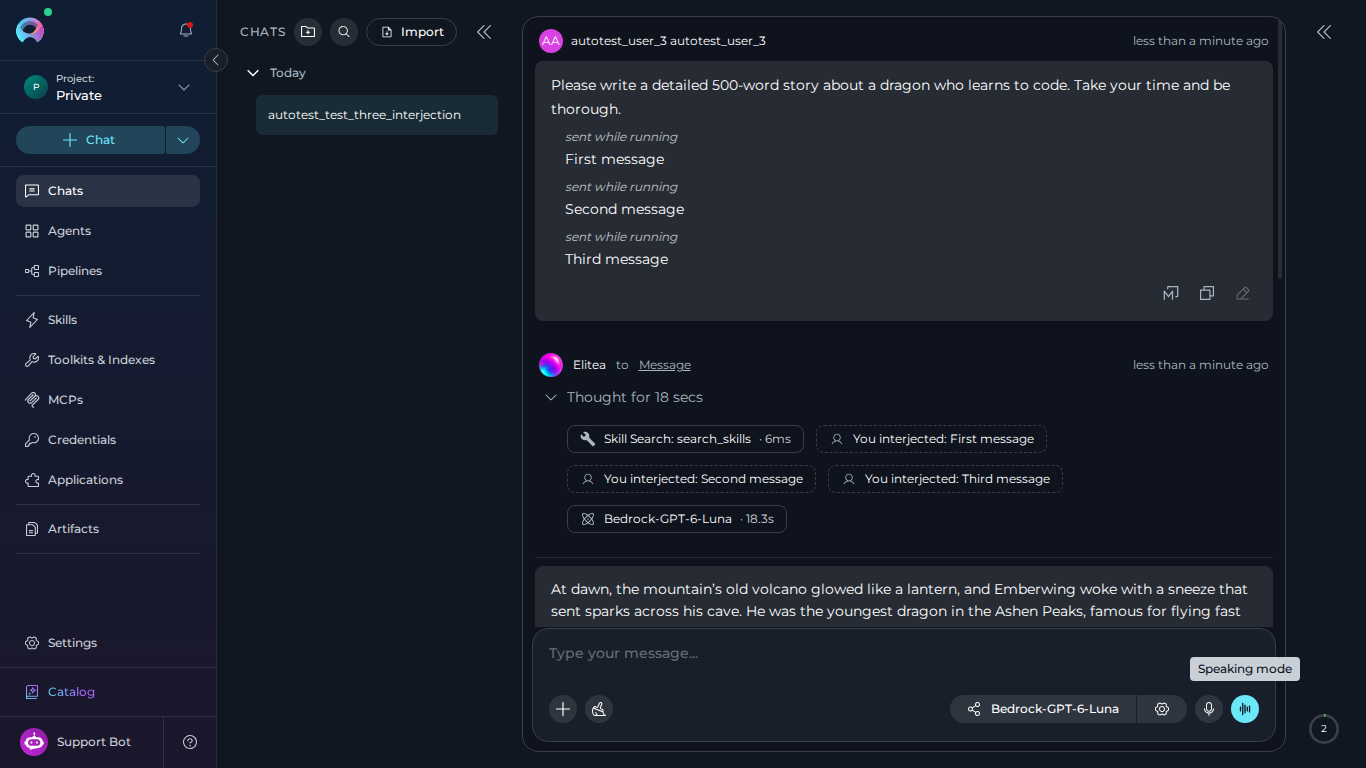 Project:
P
Private
Chat
Chats
Agents
Pipelines
Skills
Toolkits & Indexes
MCPs
Credentials
Applications
Artifacts
Settings
Catalog
Support Bot
CHATS
Import
Today
autotest_test_three_interjection
AA
autotest_user_3 autotest_user_3
less than a minute ago
Please write a detailed 500-word story about a dragon who learns to code. Take your time and be
thorough.
sent while running
First message
sent while running
Second message
sent while running
Third message
Elitea to Message
less than a minute ago
Thought for 18 secs
Skill Search: search_skills · 6ms
You interjected: First message
You interjected: Second message
You interjected: Third message
Bedrock-GPT-6-Luna · 18.3s
At dawn, the mountain’s old volcano glowed like a lantern, and Emberwing woke with a sneeze that
sent sparks across his cave. He was the youngest dragon in the Ashen Peaks, famous for flying fast
Type your message...
Speaking mode
Bedrock-GPT-6-Luna
2